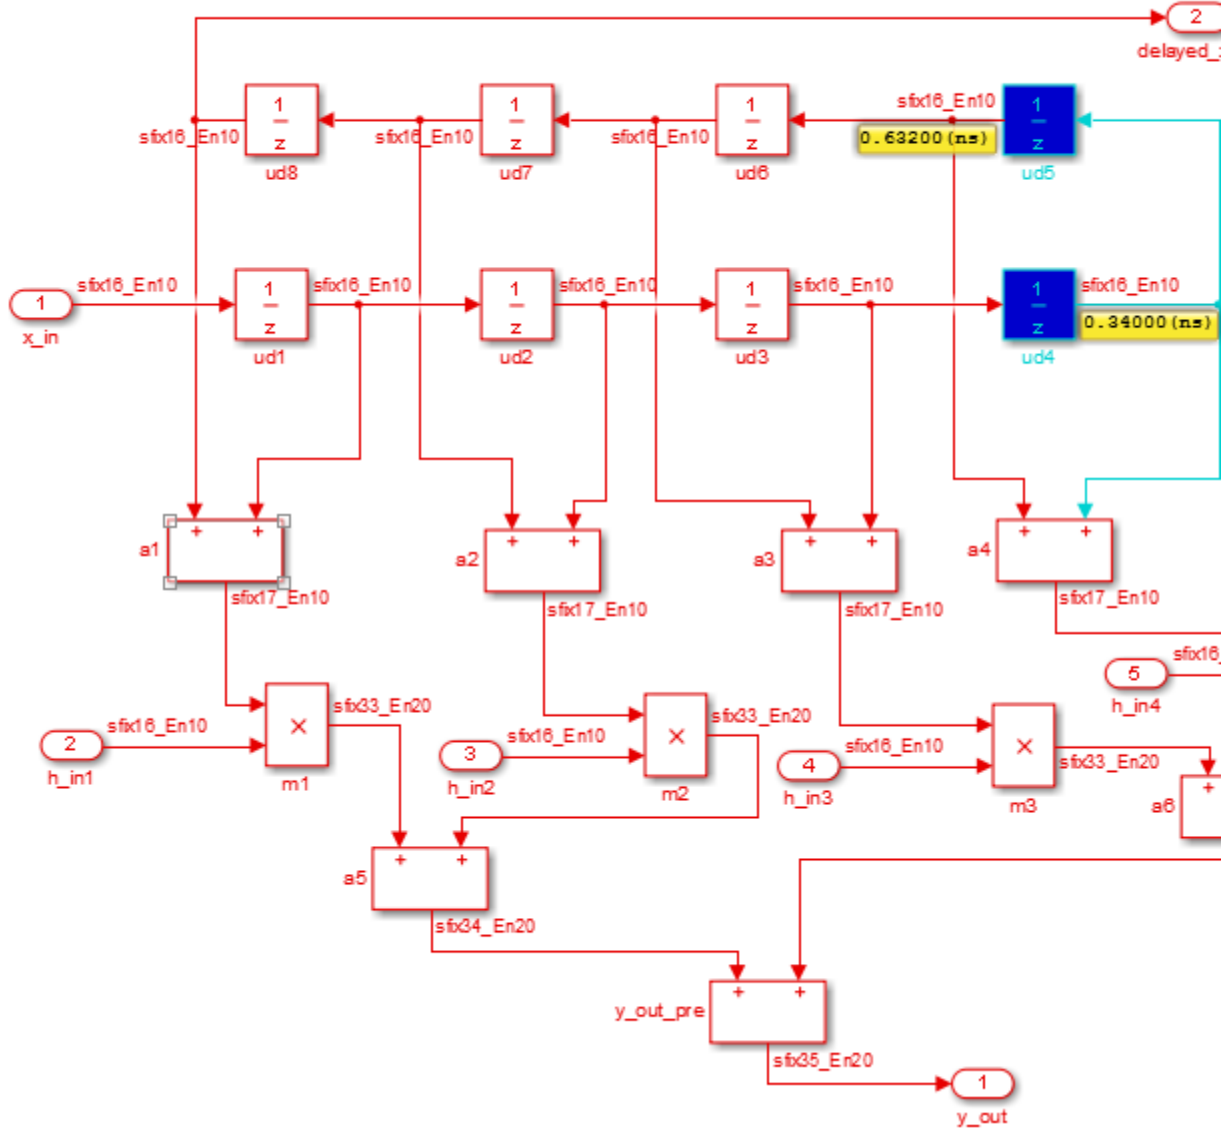 2
delayed_
sfix16_En10
1
z
ud8
sfix16_En10
1
z
ud7
sfix16_En10
1
z
ud6
sfix16_En10
0.63200(ns)
1
z
ud5
1
x_in
sfix16_En10
1
z
ud1
sfix16_En10
1
z
ud2
sfix16_En10
1
z
ud3
sfix16_En10
1
z
ud4
sfix16_En10
0.34000(ns)
a1
+ +
sfix17_En10
a2
+ +
sfix17_En10
a3
+ +
sfix17_En10
a4
+ +
sfix17_En10
sfix16_
5
h_in4
2
h_in1
sfix16_En10
×
m1
sfix33_En20
3
h_in2
sfix16_En10
×
m2
sfix33_En20
4
h_in3
sfix16_En10
×
m3
sfix33_En20
a6
+
a5
+ +
sfix34_En20
y_out_pre
+ +
sfix35_En20
1
y_out